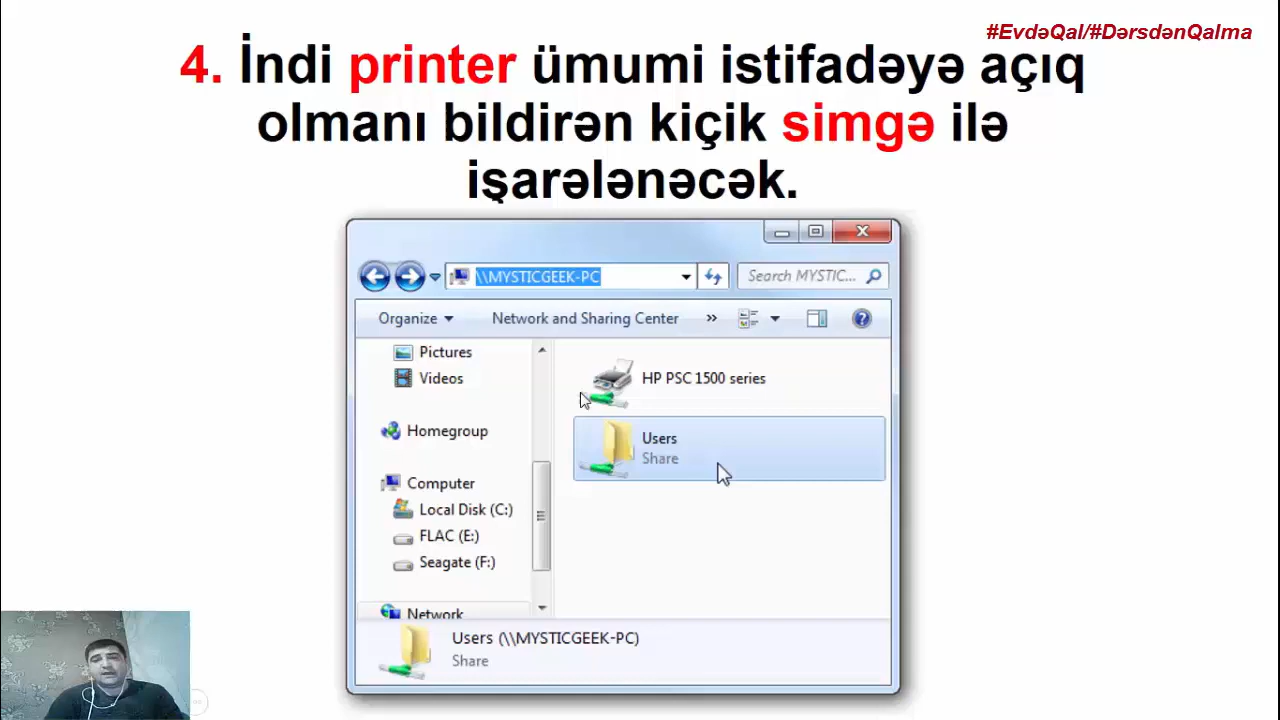 #EvdəQal/#DərsdənQalma
4. İndi printer ümumi istifadəyə açıq
olmanı bildirən kiçik simgə ilə
işarələnəcək.
\\MYSTICGEEK-PC
Search MYSTIC...
Organize
Network and Sharing Center
»
Pictures
Videos
Homegroup
Computer
Local Disk (C:)
FLAC (E:)
Seagate (F:)
Network
HP PSC 1500 series
Users
Share
Users (\\MYSTICGEEK-PC)
Share